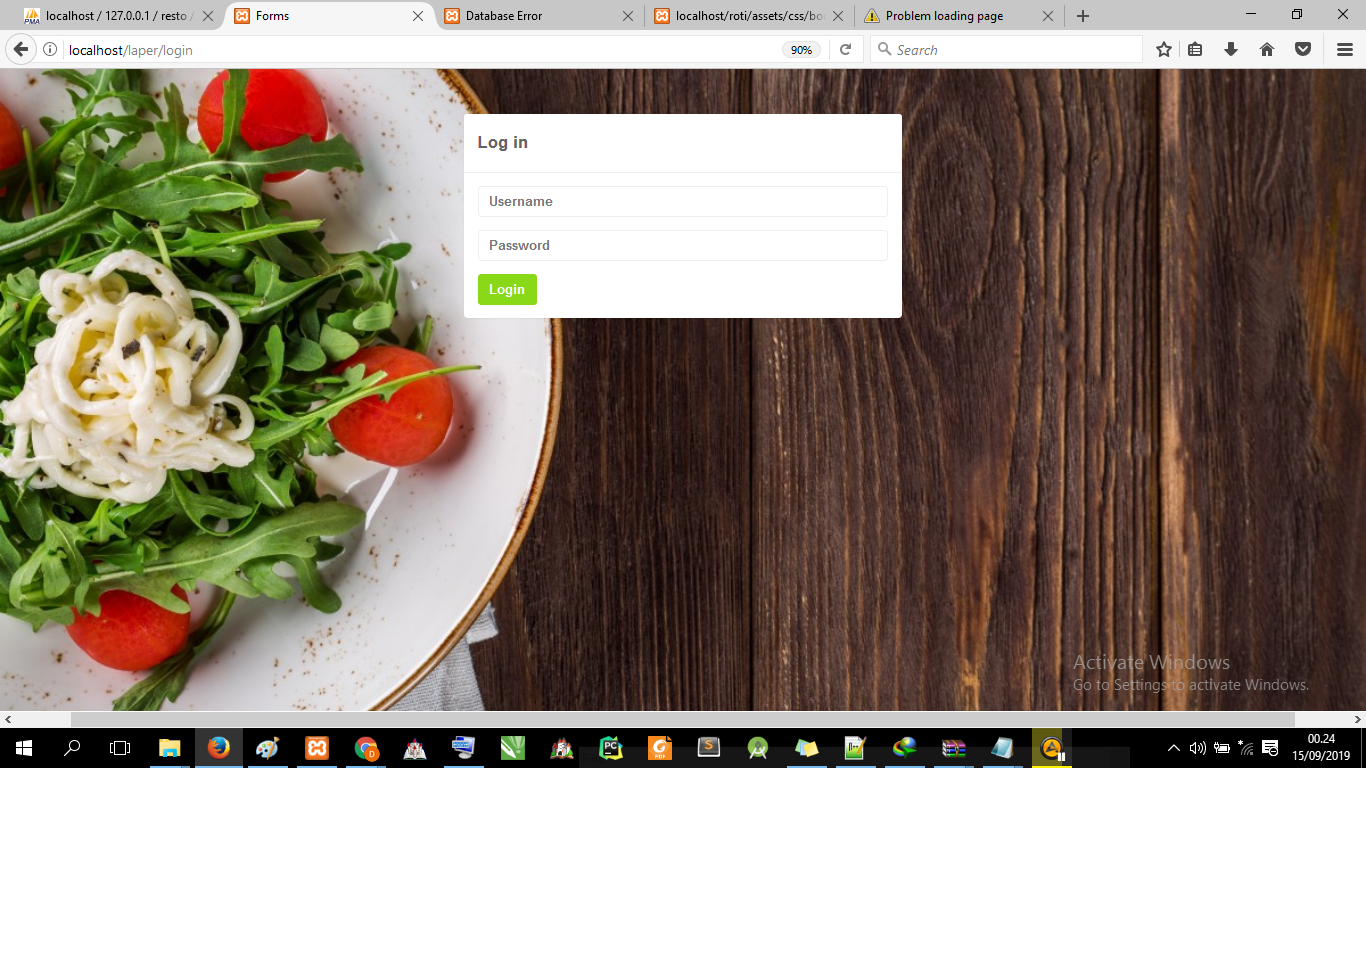 localhost / 127.0.0.1 / resto /
Forms
Database Error
localhost/roti/assets/css/bo
Problem loading page
localhost/laper/login
90%
Search
Log in
Username
Password
Login
Activate Windows
Go to Settings to activate Windows.
00.24
15/09/2019